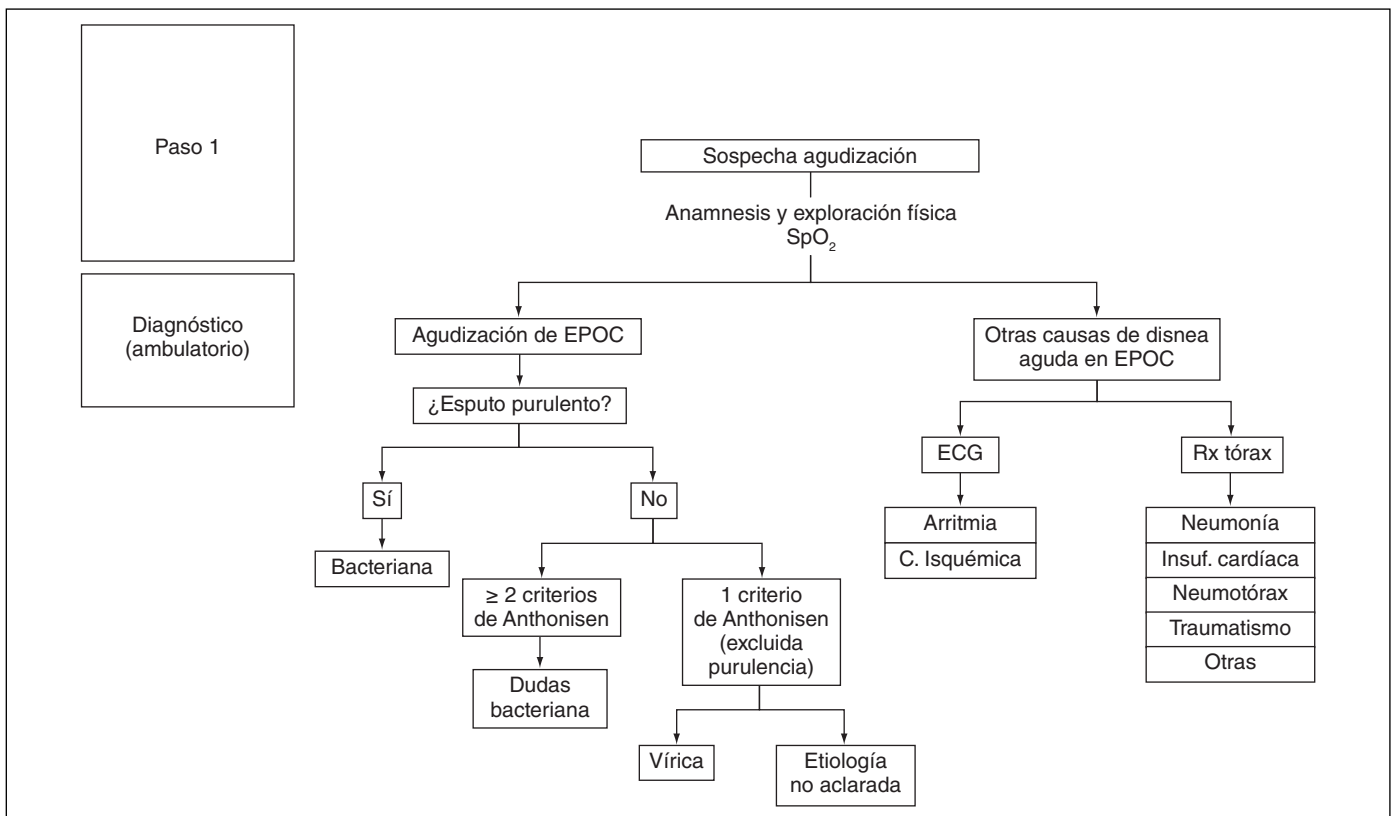 Paso 1
Diagnóstico
(ambulatorio)
Sospecha agudización
Anamnesis y exploración física
SpO2
Agudización de EPOC
¿Esputo purulento?
Sí
No
Bacteriana
≥ 2 criterios
de Anthonisen
Dudas
bacteriana
1 criterio
de Anthonisen
(excluida
purulencia)
Vírica
Etiología
no aclarada
Otras causas de disnea
aguda en EPOC
ECG
Arritmia
C. Isquémica
Rx tórax
Neumonía
Insuf. cardíaca
Neumotórax
Traumatismo
Otras